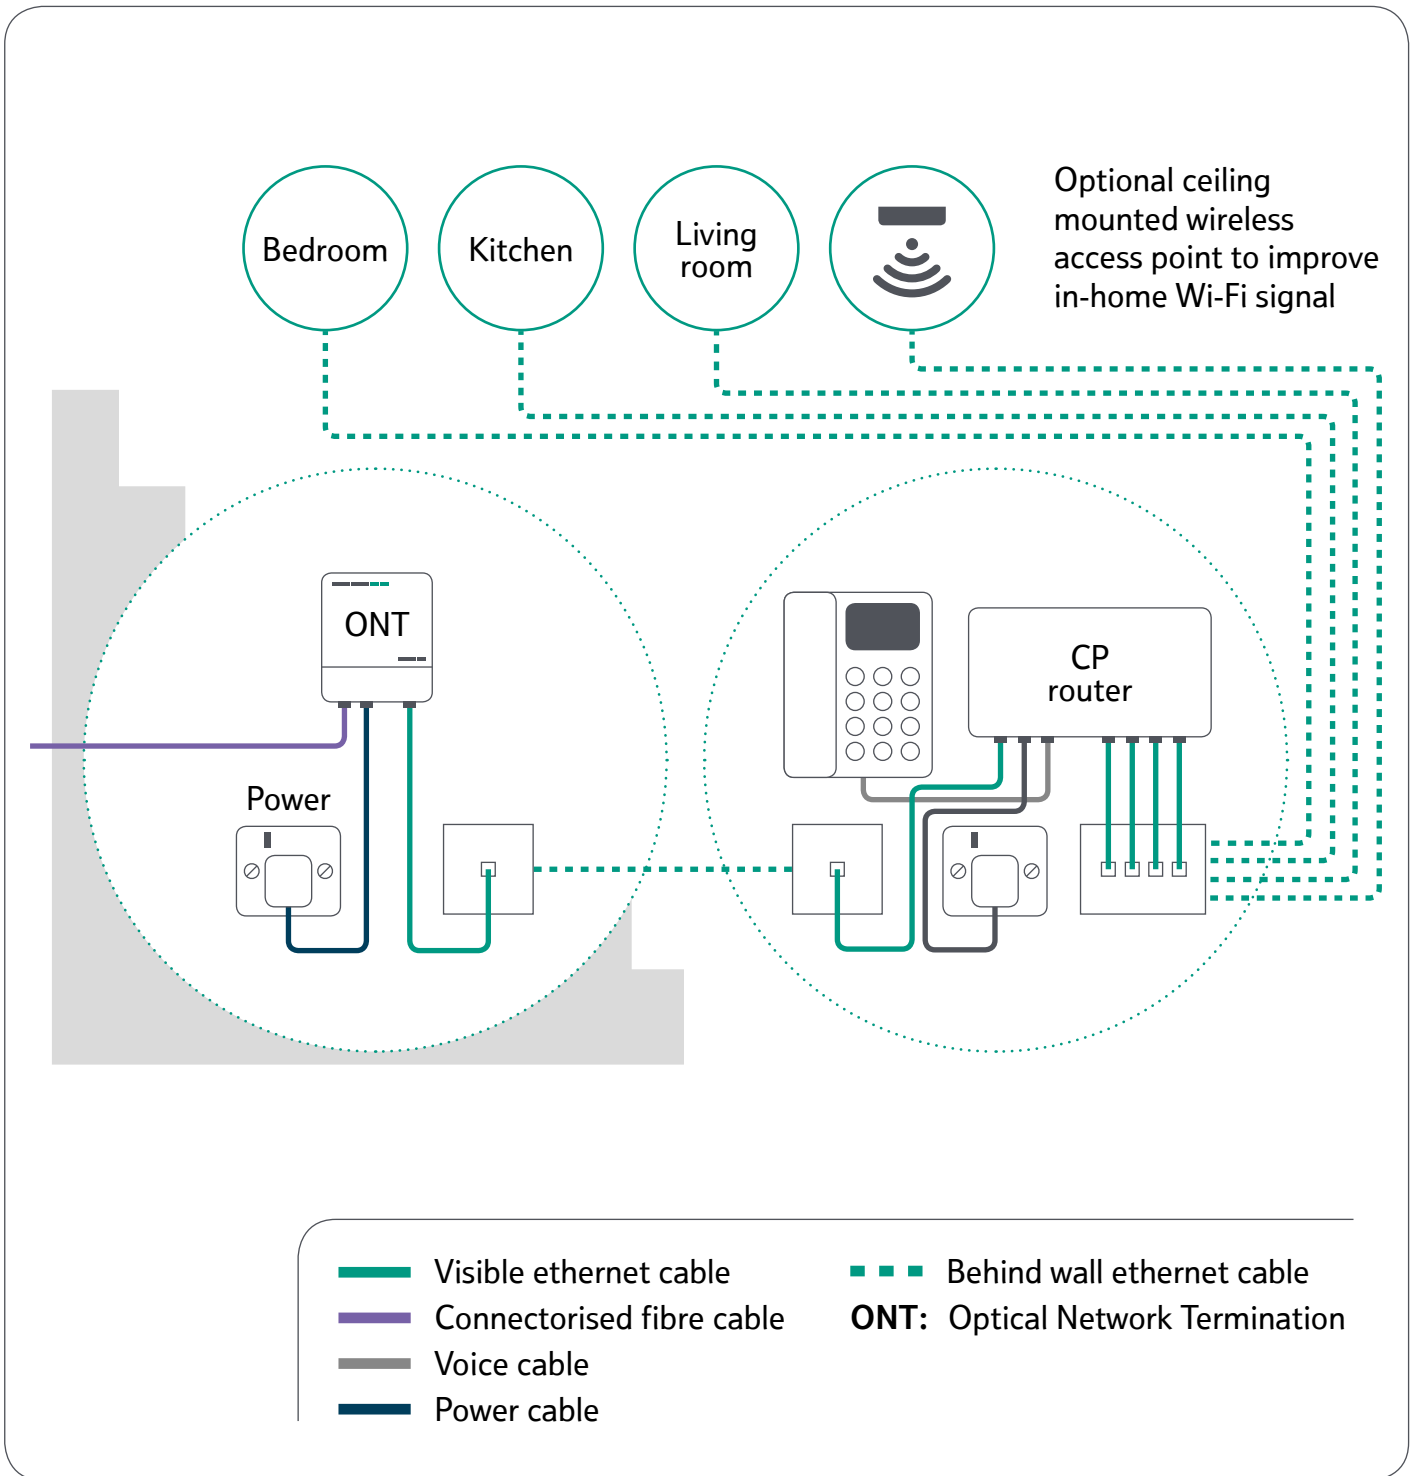 Bedroom
Kitchen
Living
room
Optional ceiling
mounted wireless
access point to improve
in-home Wi-Fi signal
ONT
Power
CP
router
Visible ethernet cable
Connectorised fibre cable
Voice cable
Power cable
Behind wall ethernet cable
ONT: Optical Network Termination